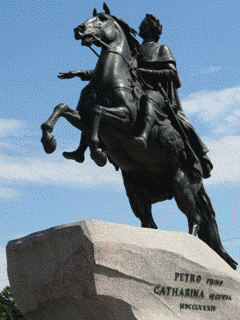 PETRO primo
CATHARINA secunda
MDCCLXXXII